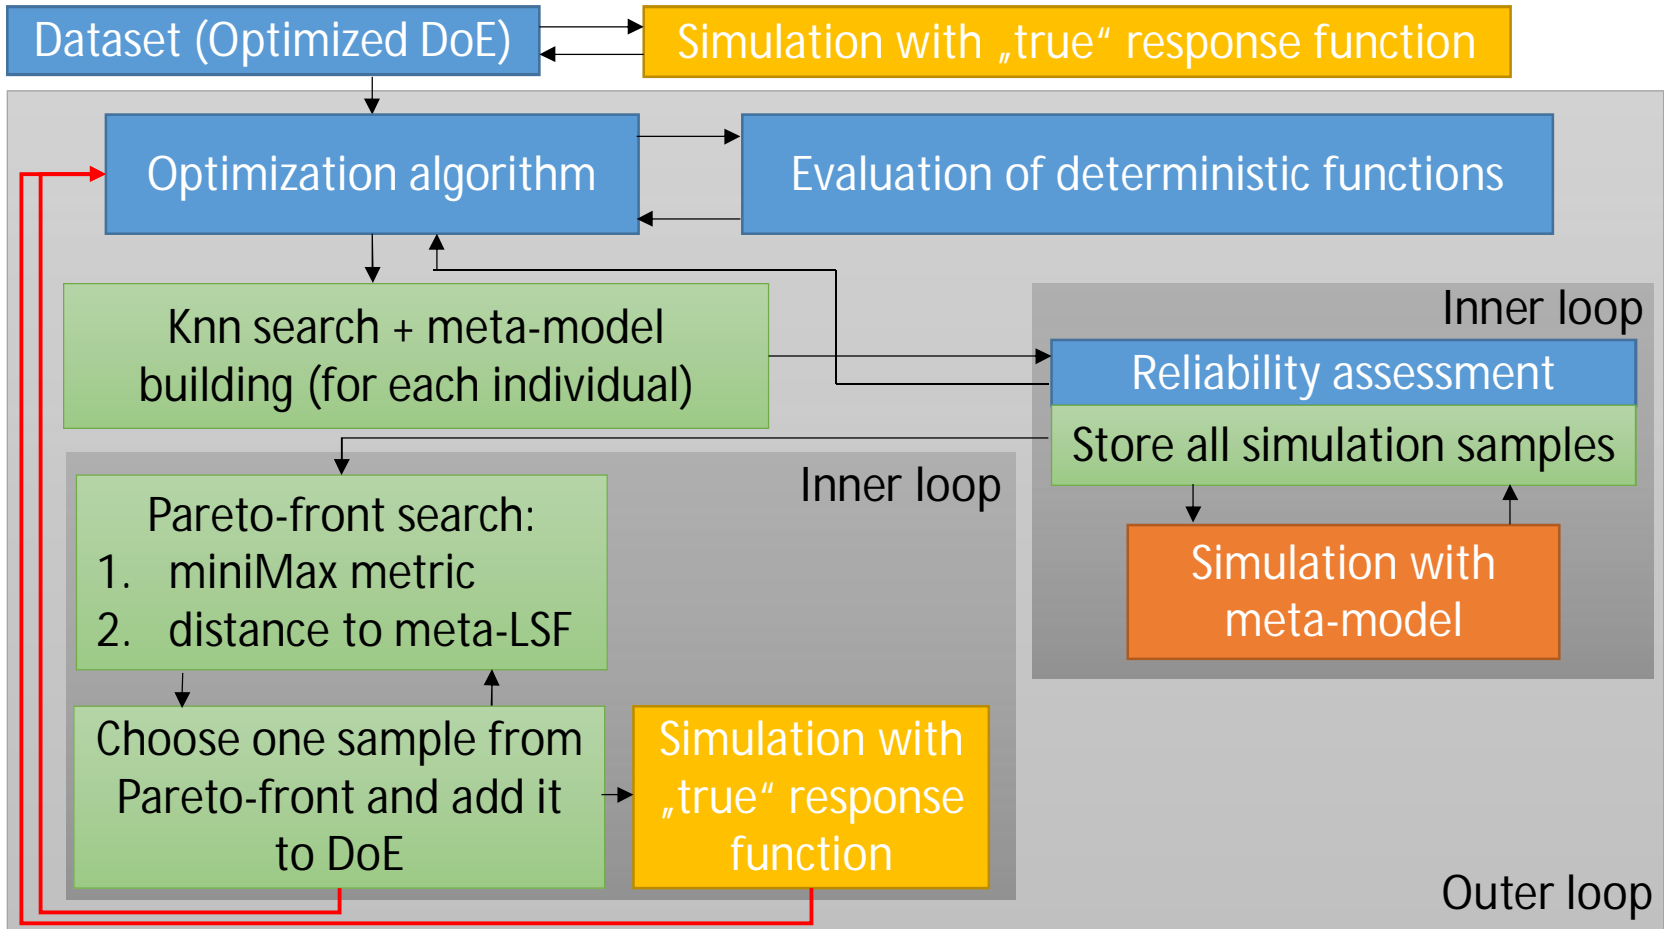 Dataset (Optimized DoE)
Simulation with „true“ response function
Optimization algorithm
Evaluation of deterministic functions
Knn search + meta-model
building (for each individual)
Inner loop
Reliability assessment
Store all simulation samples
Simulation with
meta-model
Inner loop
Pareto-front search:
1. miniMax metric
2. distance to meta-LSF
Choose one sample from
Pareto-front and add it
to DoE
Simulation with
„true“ response
function
Outer loop